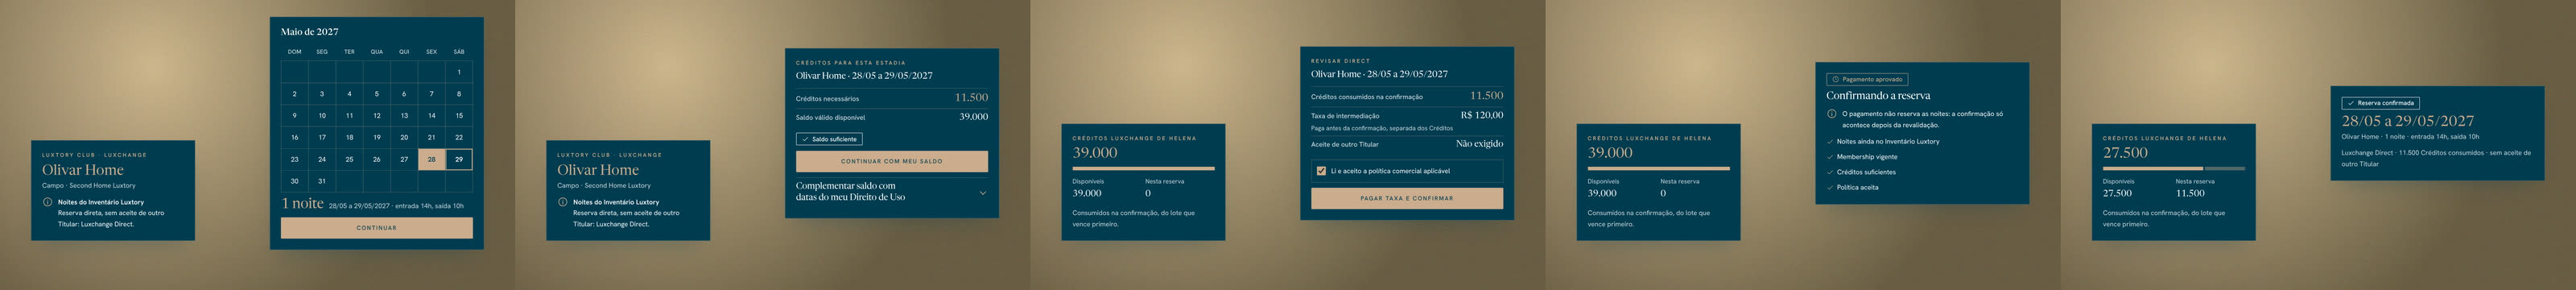 Maio de 2027
DOM SEG TER QUA QUI SEX SÁB
1
2 3 4 5 6 7 8
9 10 11 12 13 14 15
16 17 18 19 20 21 22
23 24 25 26 27 28 29
30 31
1 noite 28/05 a 29/05/2027 · entrada 14h, saída 10h
CONTINUAR
LUXTORY CLUB · LUXCHANGE
Olivar Home
Campo · Second Home Luxtory
Noites do Inventário Luxtory
Reserva direta, sem aceite de outro
Titular: Luxchange Direct.
CRÉDITOS PARA ESTA ESTADIA
Olivar Home · 28/05 a 29/05/2027
Créditos necessários 11.500
Saldo válido disponível 39.000
Saldo suficiente
CONTINUAR COM MEU SALDO
Complementar saldo com
datas do meu Direito de Uso
LUXTORY CLUB · LUXCHANGE
Olivar Home
Campo · Second Home Luxtory
Noites do Inventário Luxtory
Reserva direta, sem aceite de outro
Titular: Luxchange Direct.
REVISAR DIRECT
Olivar Home · 28/05 a 29/05/2027
Créditos consumidos na confirmação 11.500
Taxa de intermediação R$ 120,00
Paga antes da confirmação, separada dos Créditos
Aceite de outro Titular Não exigido
Li e aceito a política comercial aplicável
PAGAR TAXA E CONFIRMAR
CRÉDITOS LUXCHANGE DE HELENA
39.000
Disponíveis Nesta reserva
39.000 0
Consumidos na confirmação, do lote que
vence primeiro.
Pagamento aprovado
Confirmando a reserva
O pagamento não reserva as noites: a confirmação só
acontece depois da revalidação.
Noites ainda no Inventário Luxtory
Membership vigente
Créditos suficientes
Política aceita
CRÉDITOS LUXCHANGE DE HELENA
39.000
Disponíveis Nesta reserva
39.000 0
Consumidos na confirmação, do lote que
vence primeiro.
Reserva confirmada
28/05 a 29/05/2027
Olivar Home · 1 noite · entrada 14h, saída 10h
Luxchange Direct · 11.500 Créditos consumidos · sem aceite de
outro Titular
CRÉDITOS LUXCHANGE DE HELENA
27.500
Disponíveis Nesta reserva
27.500 11.500
Consumidos na confirmação, do lote que
vence primeiro.